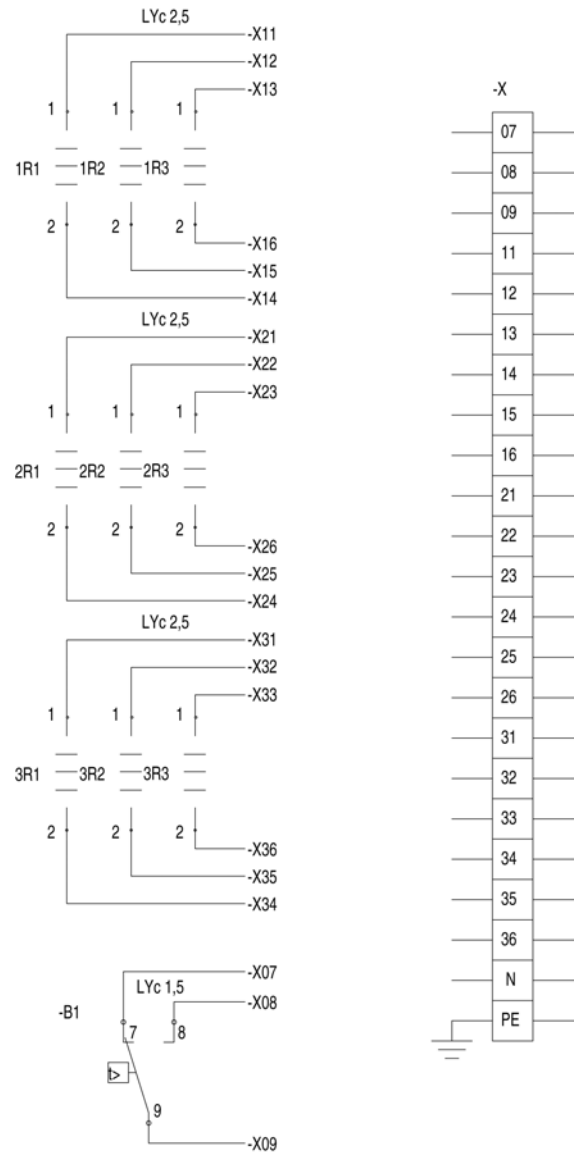 LYc 2,5
-X11
-X12
-X13
1 1 1
1R1 1R2 1R3
2 2 2
-X16
-X15
-X14
LYc 2,5
-X21
-X22
-X23
1 1 1
2R1 2R2 2R3
2 2 2
-X26
-X25
-X24
LYc 2,5
-X31
-X32
-X33
1 1 1
3R1 3R2 3R3
2 2 2
-X36
-X35
-X34
-X07
LYc 1,5
-X08
-B1
7 8
t>
9
-X09
-X
07
08
09
11
12
13
14
15
16
21
22
23
24
25
26
31
32
33
34
35
36
N
PE